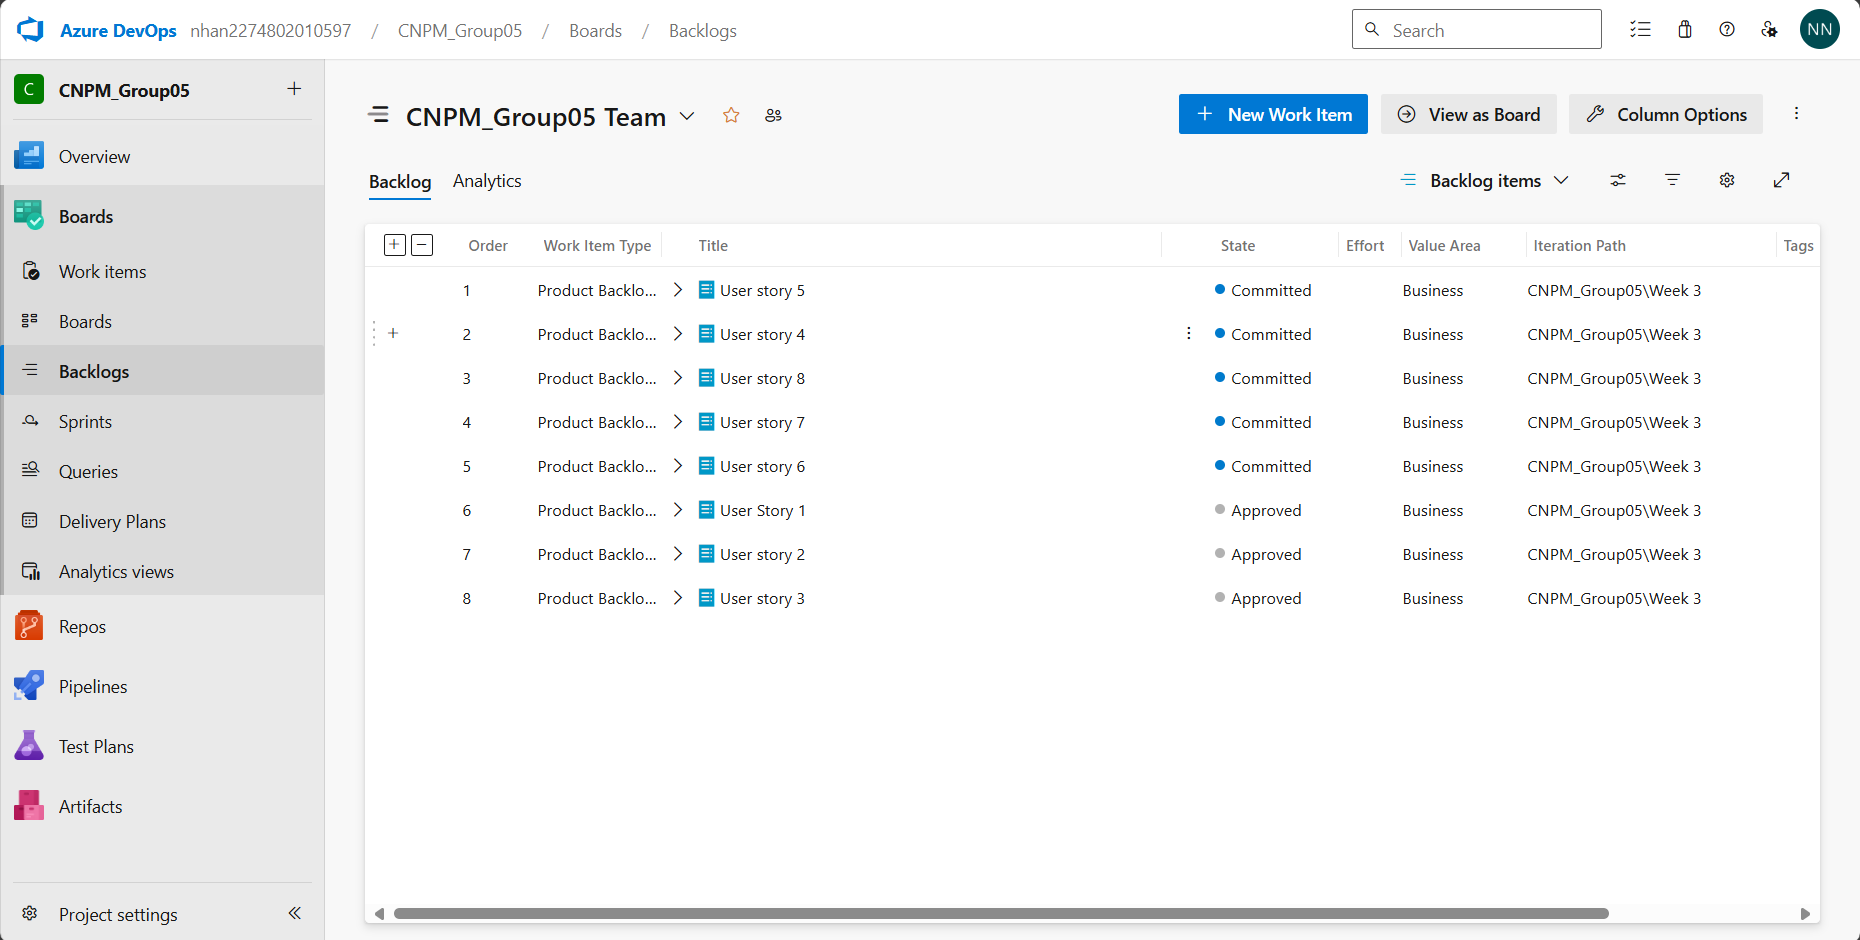 Azure DevOps nhan2274802010597 / CNPM_Group05 / Boards / Backlogs
Search
NN
C CNPM_Group05
Overview
Boards
Work items
Boards
Backlogs
Sprints
Queries
Delivery Plans
Analytics views
Repos
Pipelines
Test Plans
Artifacts
Project settings
CNPM_Group05 Team
New Work Item
View as Board
Column Options
Backlog Analytics
Backlog items
Order Work Item Type Title State Effort Value Area Iteration Path Tags
1 Product Backlo... User story 5 Committed Business CNPM_Group05\Week 3
2 Product Backlo... User story 4 Committed Business CNPM_Group05\Week 3
3 Product Backlo... User story 8 Committed Business CNPM_Group05\Week 3
4 Product Backlo... User story 7 Committed Business CNPM_Group05\Week 3
5 Product Backlo... User story 6 Committed Business CNPM_Group05\Week 3
6 Product Backlo... User Story 1 Approved Business CNPM_Group05\Week 3
7 Product Backlo... User story 2 Approved Business CNPM_Group05\Week 3
8 Product Backlo... User story 3 Approved Business CNPM_Group05\Week 3